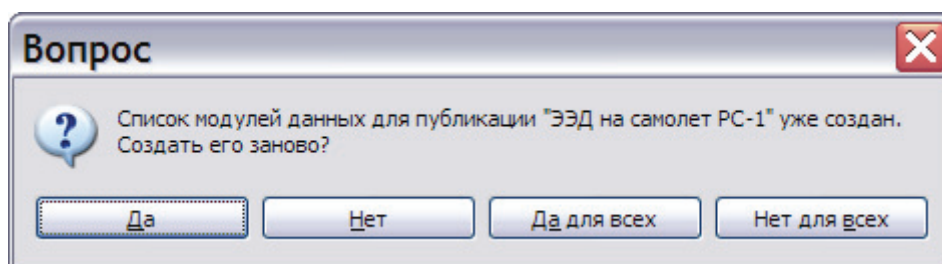 Вопрос
Список модулей данных для публикации "ЭЭД на самолет РС-1" уже создан.
Создать его заново?
Да
Нет
Да для всех
Нет для всех